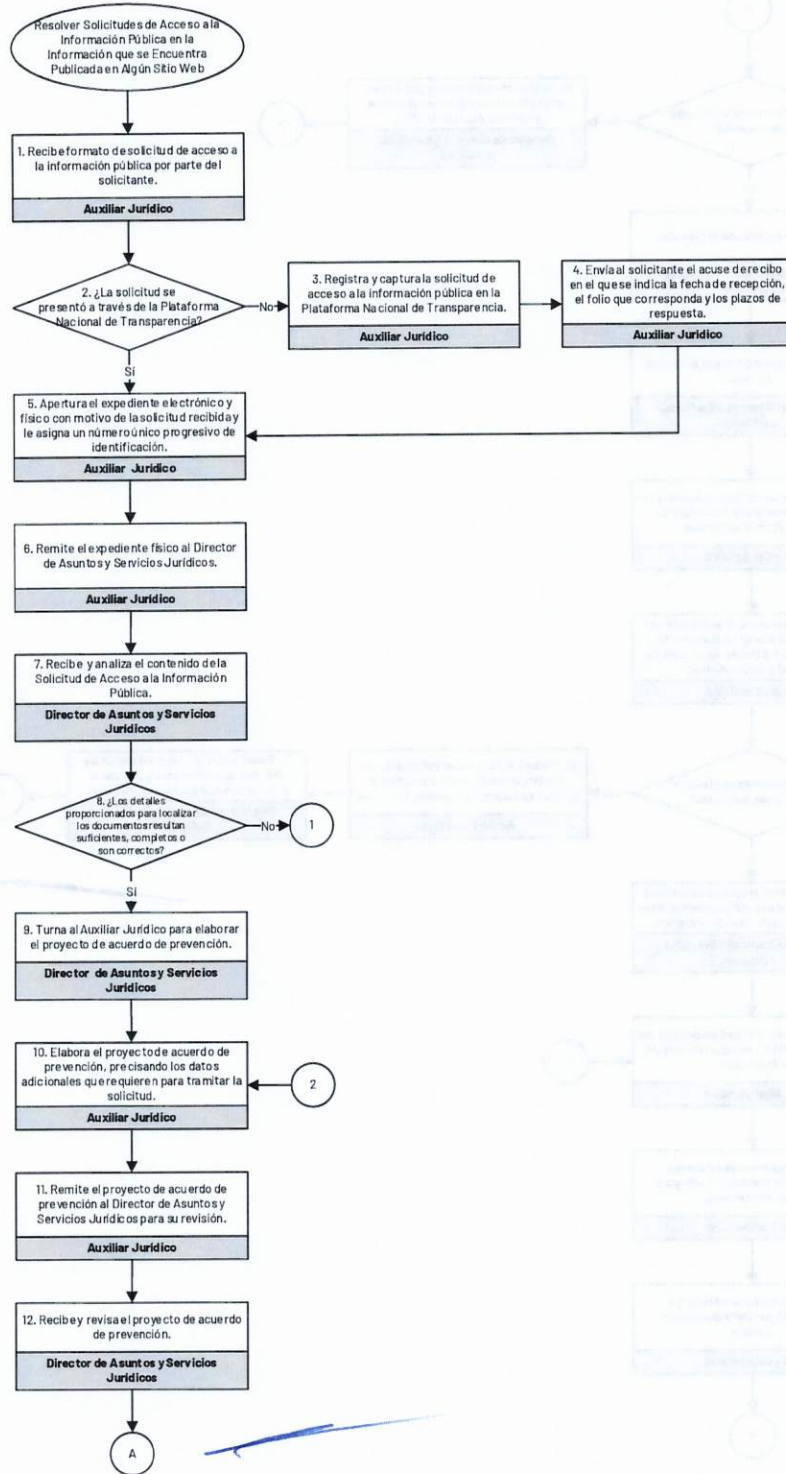 Resolver Solicitudes de Acceso a la
Información Pública en la
Información que se Encuentra
Publicada en Algún Sitio Web
1. Recibe formato de solicitud de acceso a
la información pública por parte del
solicitante.
Auxiliar Jurídico
2. ¿La solicitud se
presentó a través de la Plataforma
Nacional de Transparencia?
No
3. Registra y captura la solicitud de
acceso a la información pública en la
Plataforma Nacional de Transparencia.
Auxiliar Jurídico
4. Envía al solicitante el acuse de recibo
en el que se indica la fecha de recepción,
el folio que corresponda y los plazos de
respuesta.
Auxiliar Jurídico
Sí
5. Apertura el expediente electrónico y
físico con motivo de la solicitud recibida y
le asigna un número único progresivo de
identificación.
Auxiliar Jurídico
6. Remite el expediente físico al Director
de Asuntos y Servicios Jurídicos.
Auxiliar Jurídico
7. Recibe y analiza el contenido de la
Solicitud de Acceso a la Información
Pública.
Director de Asuntos y Servicios
Jurídicos
8. ¿Los detalles
proporcionados para localizar
los documentos resultan
suficientes, completos o
son correctos?
No
1
Sí
9. Turna al Auxiliar Jurídico para elaborar
el proyecto de acuerdo de prevención.
Director de Asuntos y Servicios
Jurídicos
10. Elabora el proyecto de acuerdo de
prevención, precisando los datos
adicionales que requieren para tramitar la
solicitud.
Auxiliar Jurídico
2
11. Remite el proyecto de acuerdo de
prevención al Director de Asuntos y
Servicios Jurídicos para su revisión.
Auxiliar Jurídico
12. Recibe y revisa el proyecto de acuerdo
de prevención.
Director de Asuntos y Servicios
Jurídicos
A